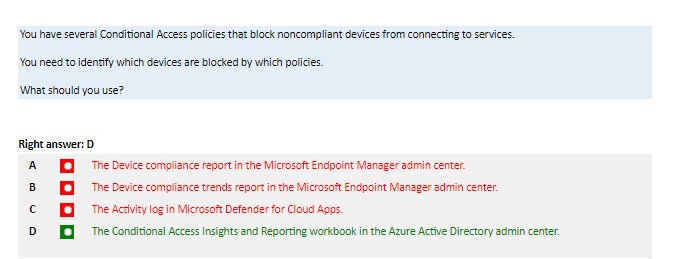 You have several Conditional Access policies that block noncompliant devices from connecting to services.
You need to identify which devices are blocked by which policies.
What should you use?
Right answer: D
A The Device compliance report in the Microsoft Endpoint Manager admin center.
B The Device compliance trends report in the Microsoft Endpoint Manager admin center.
C The Activity log in Microsoft Defender for Cloud Apps.
D The Conditional Access Insights and Reporting workbook in the Azure Active Directory admin center.